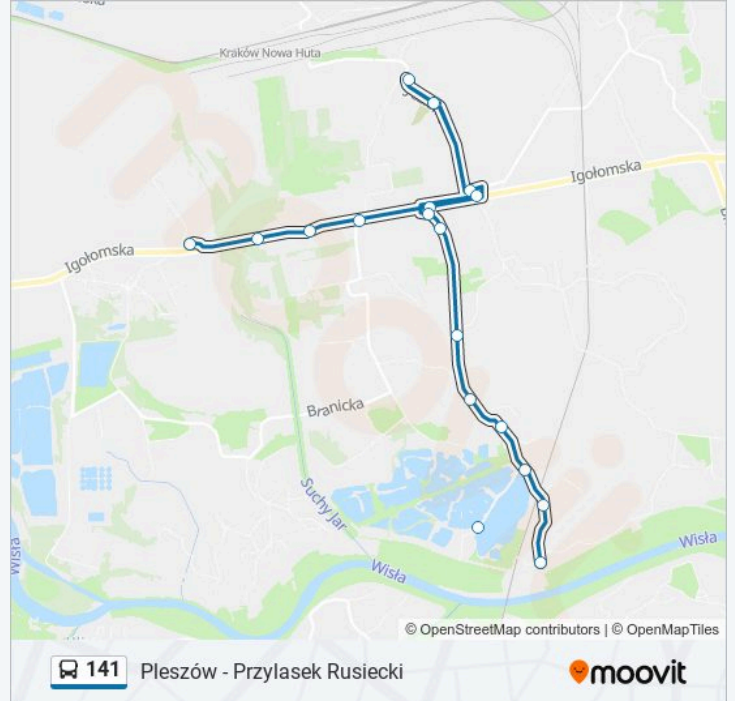 Kraków Nowa Huta
Igołomska
Igołomska
Branicka
Suchy Jar
Wisła
Wisła
Wisła
© OpenStreetMap contributors | © OpenMapTiles
141 Pleszów - Przylasek Rusiecki
moovit